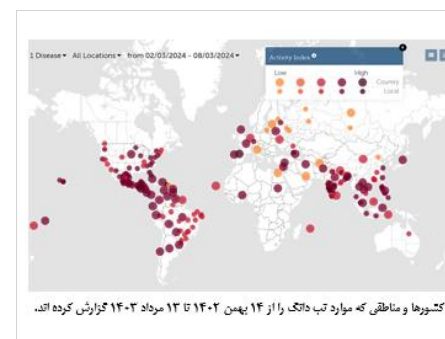 1 Disease All Locations from 02/03/2024 - 08/03/2024
Activity Index
Low High
Country
Local
کشورها و مناطقی که موارد تب دانگ را از ۱۴ بهمن ۱۴۰۲ تا ۱۳ مرداد ۱۴۰۳ گزارش کرده اند.